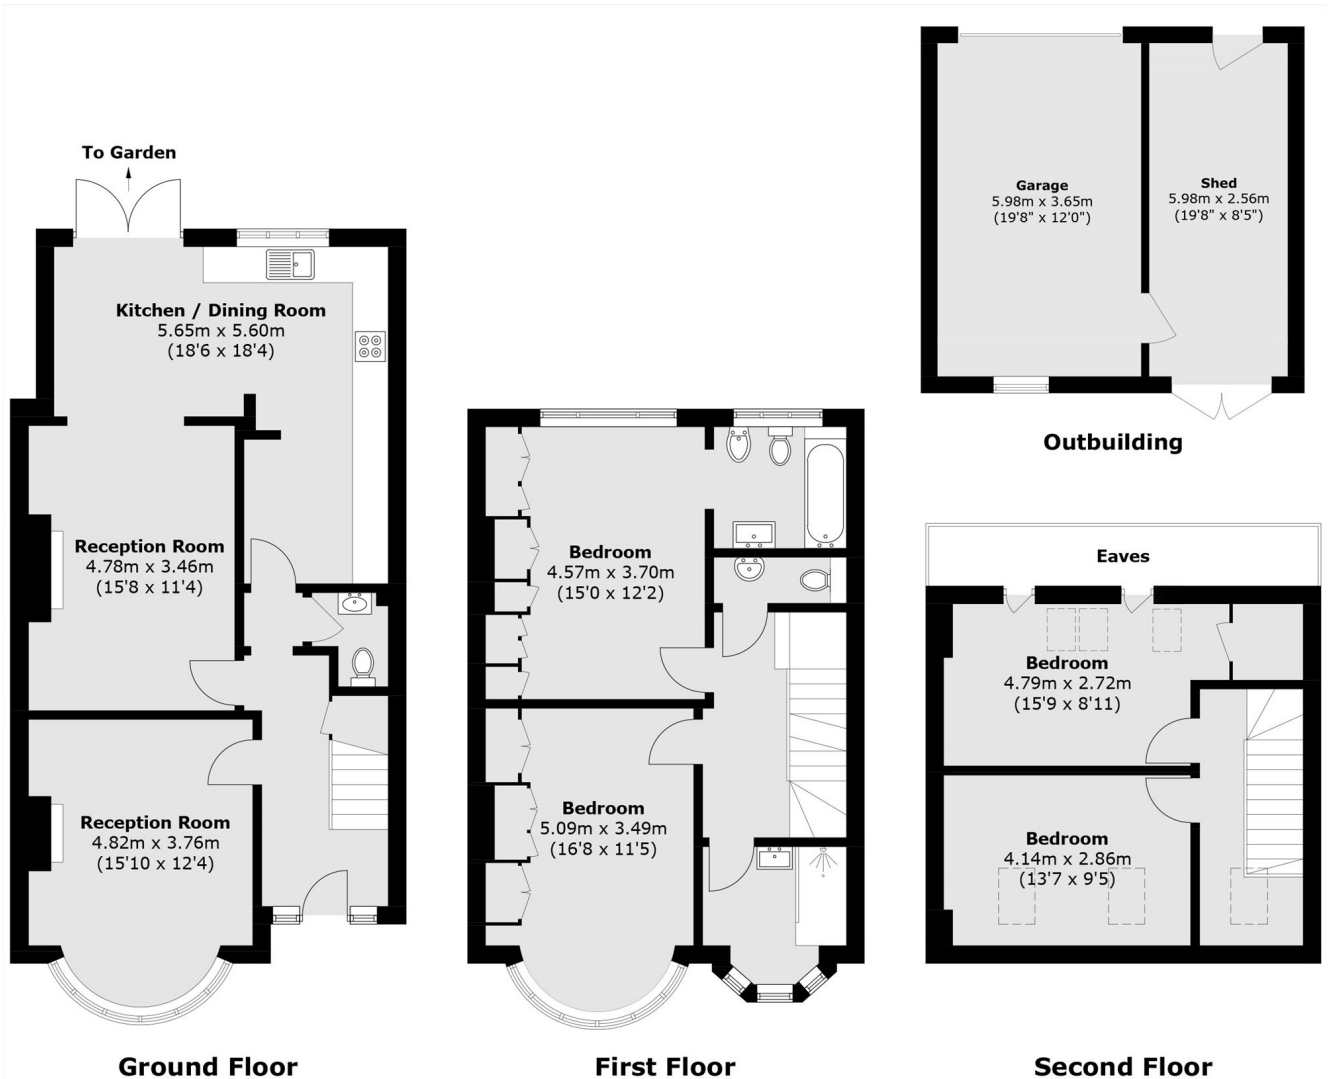 To Garden
Kitchen / Dining Room
5.65m x 5.60m
(18'6 x 18'4)
Reception Room
4.78m x 3.46m
(15'8 x 11'4)
Reception Room
4.82m x 3.76m
(15'10 x 12'4)
Ground Floor
Bedroom
4.57m x 3.70m
(15'0 x 12'2)
Bedroom
5.09m x 3.49m
(16'8 x 11'5)
First Floor
Garage
5.98m x 3.65m
(19'8" x 12'0")
Shed
5.98m x 2.56m
(19'8" x 8'5")
Outbuilding
Eaves
Bedroom
4.79m x 2.72m
(15'9 x 8'11)
Bedroom
4.14m x 2.86m
(13'7 x 9'5)
Second Floor